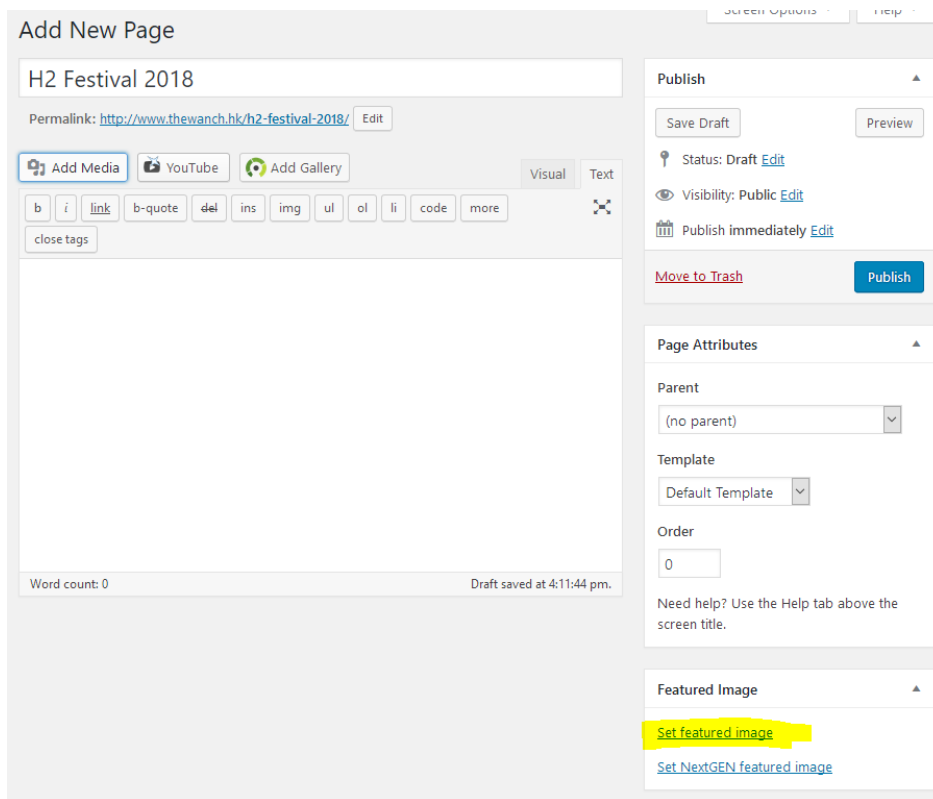 Screen Options Help
Add New Page
H2 Festival 2018
Permalink: http://www.thewanch.hk/h2-festival-2018/ Edit
Add Media YouTube Add Gallery Visual Text
b i link b-quote del ins img ul ol li code more
close tags
Word count: 0 Draft saved at 4:11:44 pm.
Publish
Save Draft Preview
Status: Draft Edit
Visibility: Public Edit
Publish immediately Edit
Move to Trash Publish
Page Attributes
Parent
(no parent)
Template
Default Template
Order
0
Need help? Use the Help tab above the
screen title.
Featured Image
Set featured image
Set NextGEN featured image